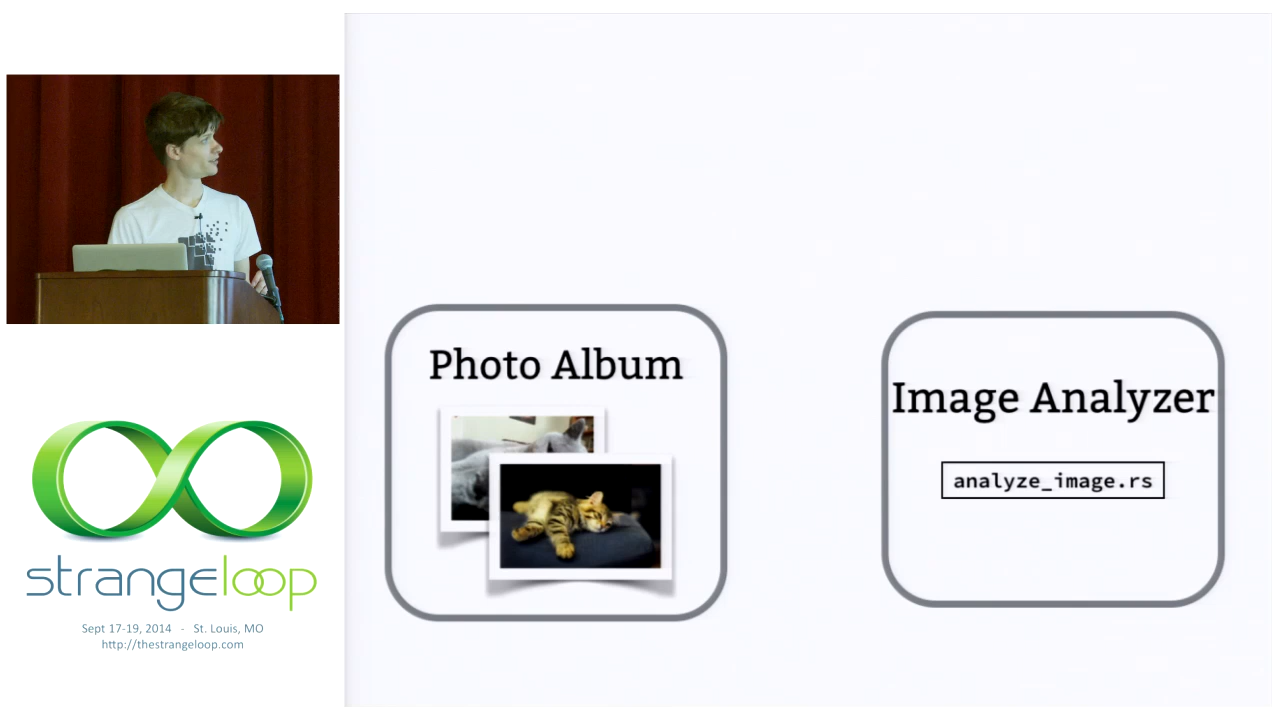 Photo Album
Image Analyzer
analyze_image.rs
strangeloop
Sept 17-19, 2014 - St. Louis, MO
http://thestrangeloop.com